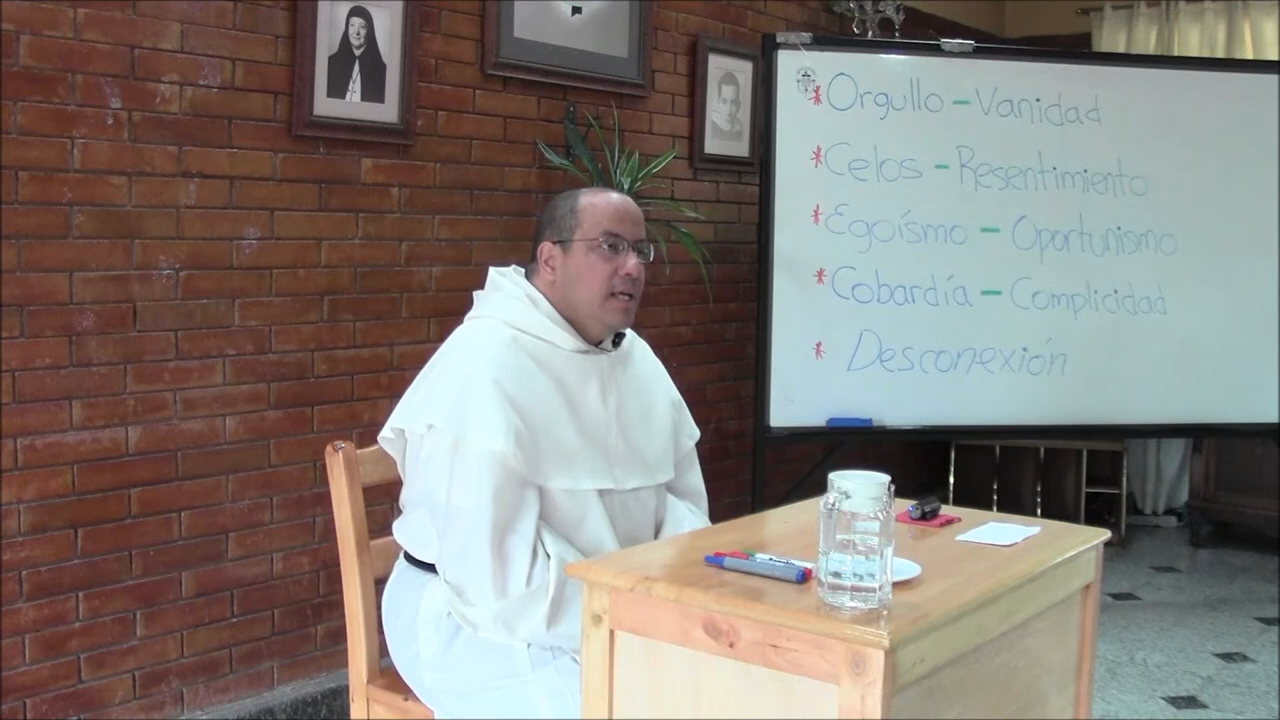 * Orgullo - Vanidad
* Celos - Resentimiento
* Egoísmo - Oportunismo
* Cobardía - Complicidad
* Desconexión